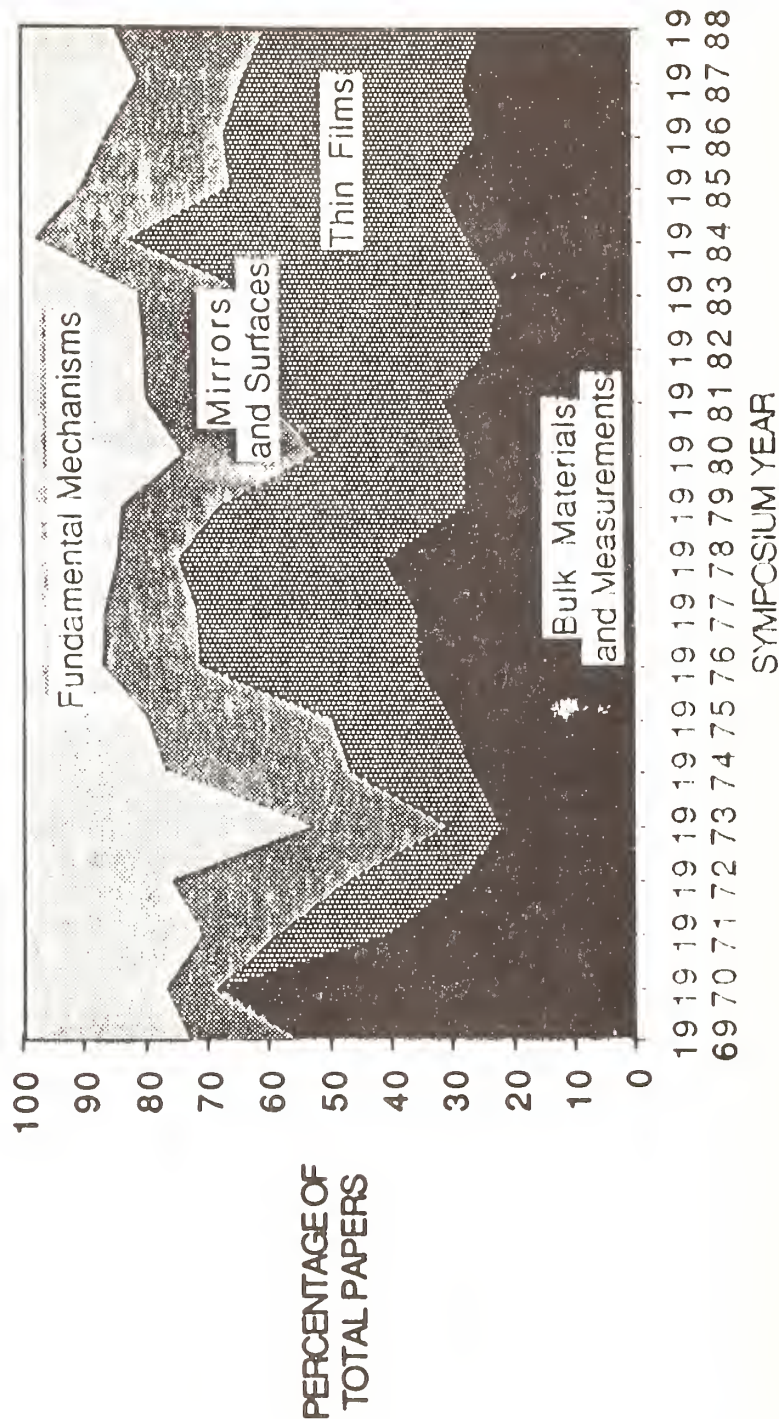 PERCENTAGE OF
TOTAL PAPERS
100
90
80
70
60
50
40
30
20
10
0
Fundamental Mechanisms
Mirrors
and Surfaces
Thin Films
Bulk Materials
and Measurements
19 19 19 19 19 19 19 19 19 19 19 19 19 19 19 19 19 19 19 19
69 70 71 72 73 74 75 76 77 78 79 80 81 82 83 84 85 86 87 88
SYMPOSIUM YEAR